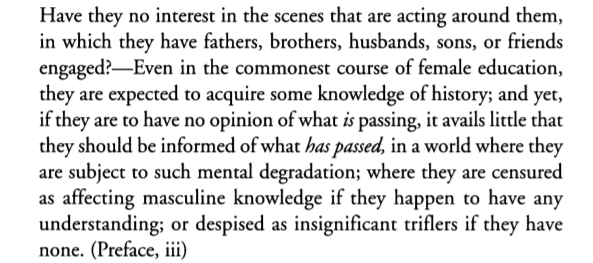 Have they no interest in the scenes that are acting around them,
in which they have fathers, brothers, husbands, sons, or friends
engaged?—Even in the commonest course of female education,
they are expected to acquire some knowledge of history; and yet,
if they are to have no opinion of what is passing, it avails little that
they should be informed of what has passed, in a world where they
are subject to such mental degradation; where they are censured
as affecting masculine knowledge if they happen to have any
understanding; or despised as insignificant triflers if they have
none. (Preface, iii)